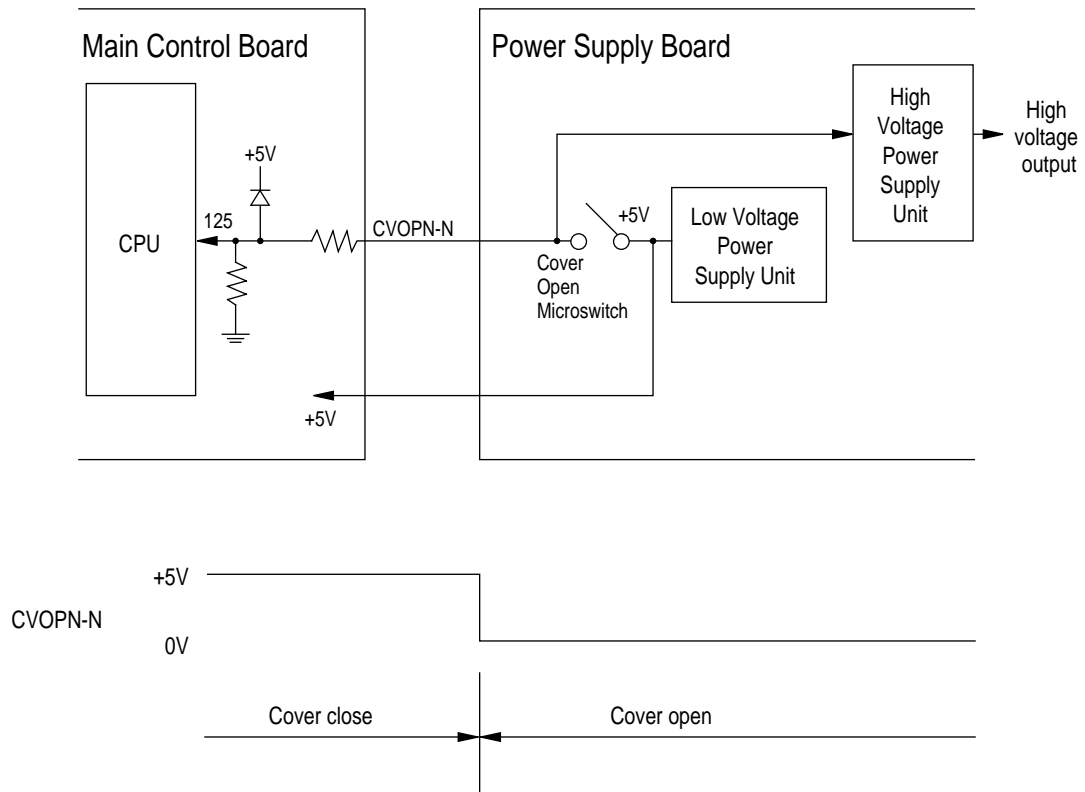 Main Control Board
Power Supply Board
High
Voltage
Power
Supply
Unit
High
voltage
output
+5V
125
CPU
CVOPN-N
+5V
Cover
Open
Microswitch
Low Voltage
Power
Supply Unit
+5V
+5V
CVOPN-N
0V
Cover close
Cover open